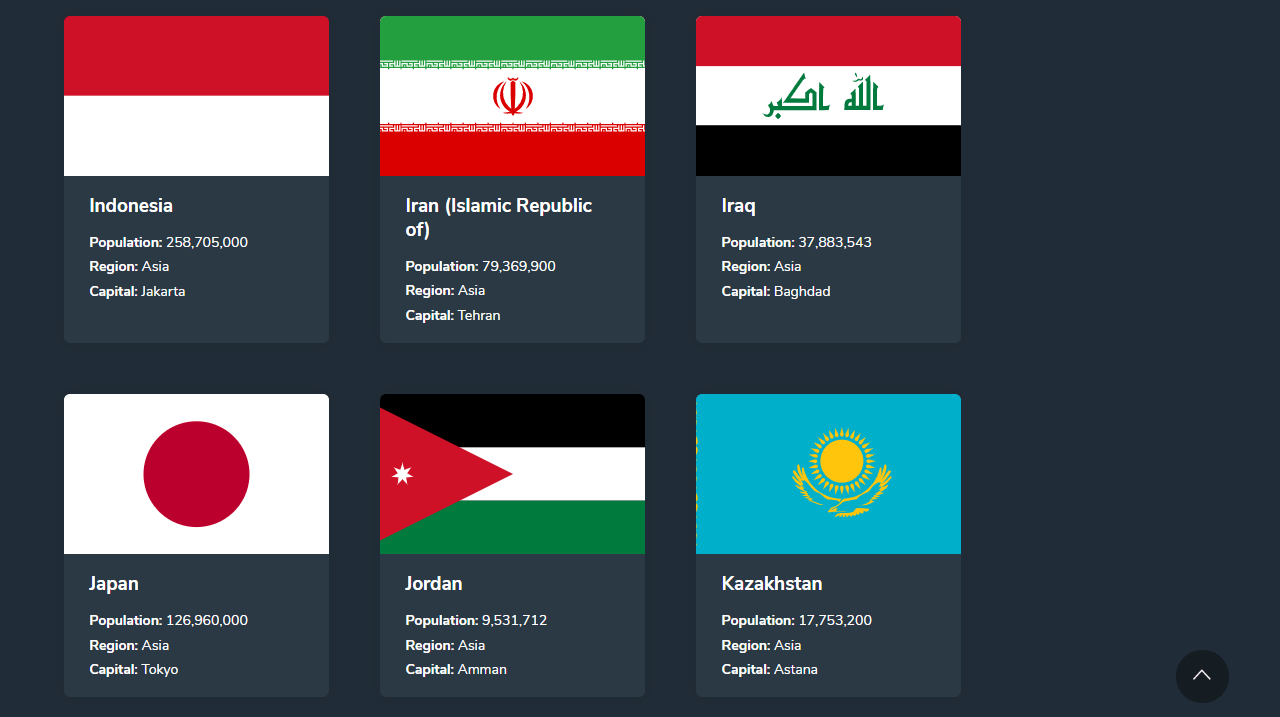 الله اكبر
Indonesia
Population: 258,705,000
Region: Asia
Capital: Jakarta
Iran (Islamic Republic
of)
Population: 79,369,900
Region: Asia
Capital: Tehran
Iraq
Population: 37,883,543
Region: Asia
Capital: Baghdad
Japan
Population: 126,960,000
Region: Asia
Capital: Tokyo
Jordan
Population: 9,531,712
Region: Asia
Capital: Amman
Kazakhstan
Population: 17,753,200
Region: Asia
Capital: Astana